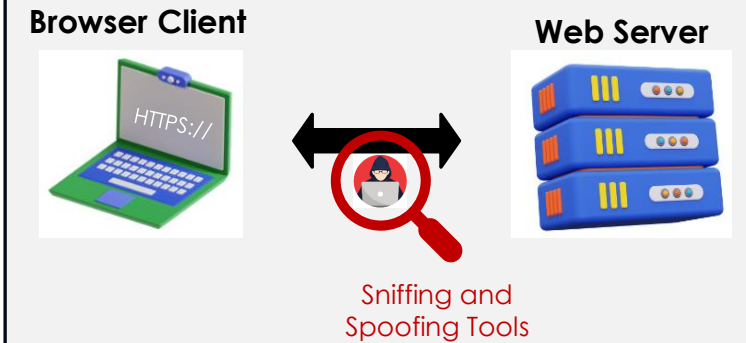 Browser Client
Web Server
HTTPS://
Sniffing and
Spoofing Tools